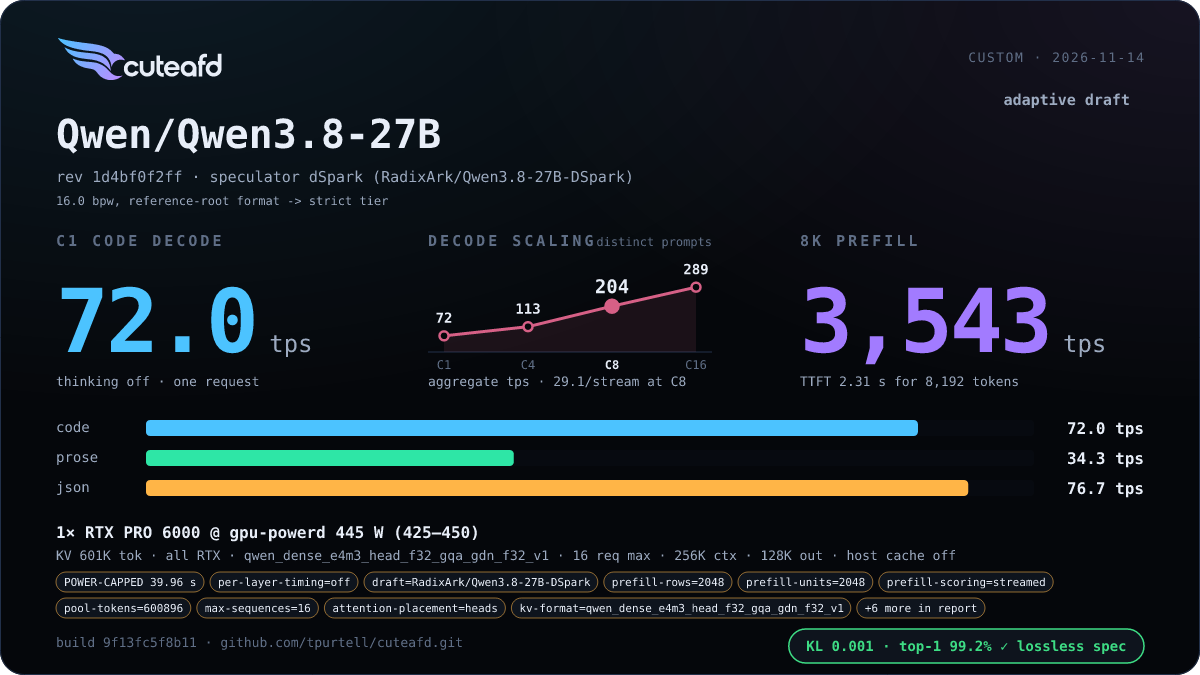 cuteafd
CUSTOM · 2026-11-14
adaptive draft
Qwen/Qwen3.8-27B
rev 1d4bf0f2ff · speculator dSpark (RadixArk/Qwen3.8-27B-DSpark)
16.0 bpw, reference-root format -> strict tier
C1 CODE DECODE
72.0 tps
thinking off · one request
DECODE SCALING distinct prompts
72 113 204 289
C1 C4 C8 C16
aggregate tps · 29.1/stream at C8
8K PREFILL
3,543 tps
TTFT 2.31 s for 8,192 tokens
code 72.0 tps
prose 34.3 tps
json 76.7 tps
1× RTX PRO 6000 @ gpu-powerd 445 W (425–450)
KV 601K tok · all RTX · qwen_dense_e4m3_head_f32_gqa_gdn_f32_v1 · 16 req max · 256K ctx · 128K out · host cache off
POWER-CAPPED 39.96 s per-layer-timing=off draft=RadixArk/Qwen3.8-27B-DSpark prefill-rows=2048 prefill-units=2048 prefill-scoring=streamed
pool-tokens=600896 max-sequences=16 attention-placement=heads kv-format=qwen_dense_e4m3_head_f32_gqa_gdn_f32_v1 +6 more in report
build 9f13fc5f8b11 · github.com/tpurtell/cuteafd.git
KL 0.001 · top-1 99.2% ✓ lossless spec